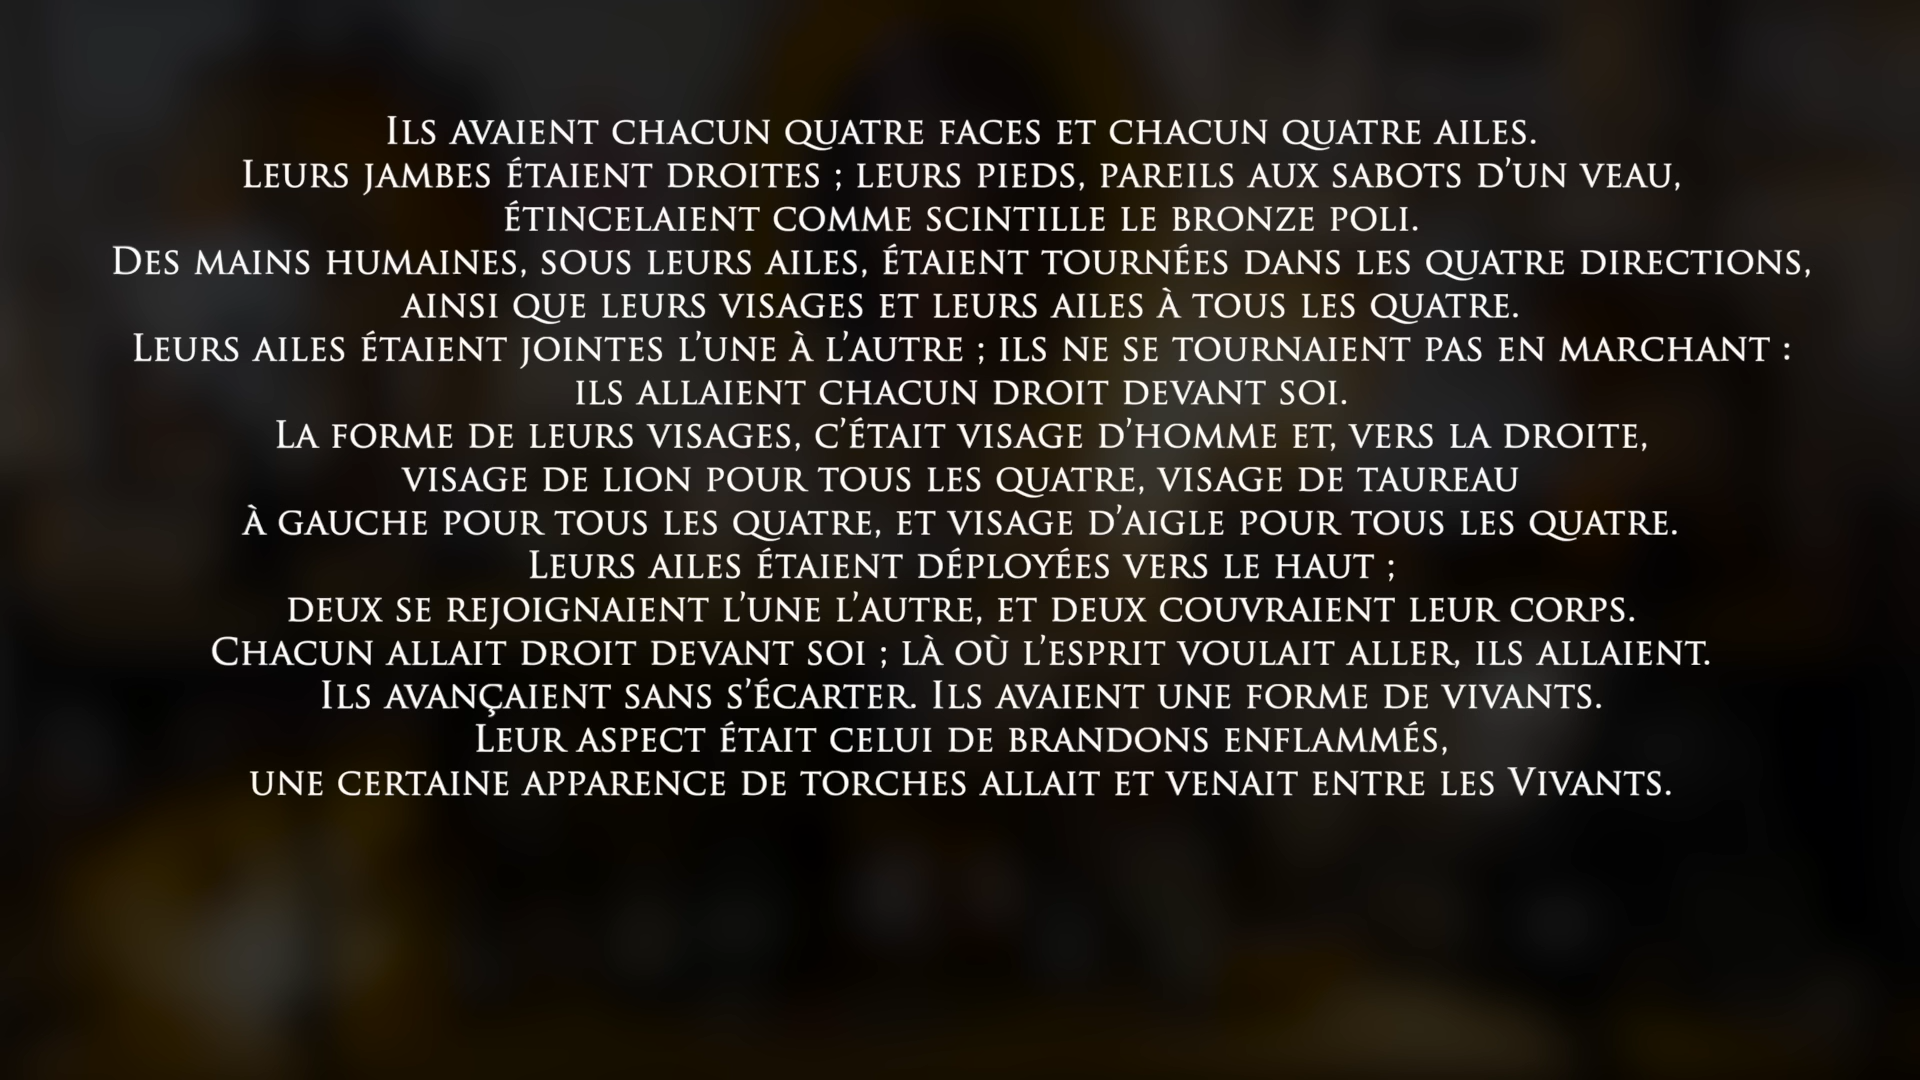 Ils avaient chacun quatre faces et chacun quatre ailes.
Leurs jambes étaient droites ; leurs pieds, pareils aux sabots d’un veau,
étincelaient comme scintille le bronze poli.
Des mains humaines, sous leurs ailes, étaient tournées dans les quatre directions,
ainsi que leurs visages et leurs ailes à tous les quatre.
Leurs ailes étaient jointes l’une à l’autre ; ils ne se tournaient pas en marchant :
ils allaient chacun droit devant soi.
La forme de leurs visages, c’était visage d’homme et, vers la droite,
visage de lion pour tous les quatre, visage de taureau
à gauche pour tous les quatre, et visage d’aigle pour tous les quatre.
Leurs ailes étaient déployées vers le haut ;
deux se rejoignaient l’une l’autre, et deux couvraient leur corps.
Chacun allait droit devant soi ; là où l’esprit voulait aller, ils allaient.
Ils avançaient sans s’écarter. Ils avaient une forme de vivants.
Leur aspect était celui de brandons enflammés,
une certaine apparence de torches allait et venait entre les Vivants.